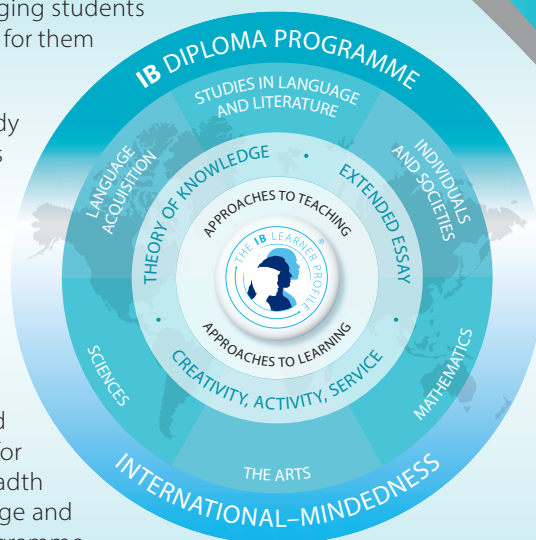 ging students
for them
dy
s
d
for
adth
ge and
IB DIPLOMA PROGRAMME
STUDIES IN LANGUAGE
AND LITERATURE
LANGUAGE
ACQUISITION
INDIVIDUALS
AND SOCIETIES
THEORY OF KNOWLEDGE
EXTENDED ESSAY
APPROACHES TO TEACHING
THE IB LEARNER PROFILE
®
APPROACHES TO LEARNING
CREATIVITY, ACTIVITY, SERVICE
SCIENCES
MATHEMATICS
THE ARTS
INTERNATIONAL–MINDEDNESS